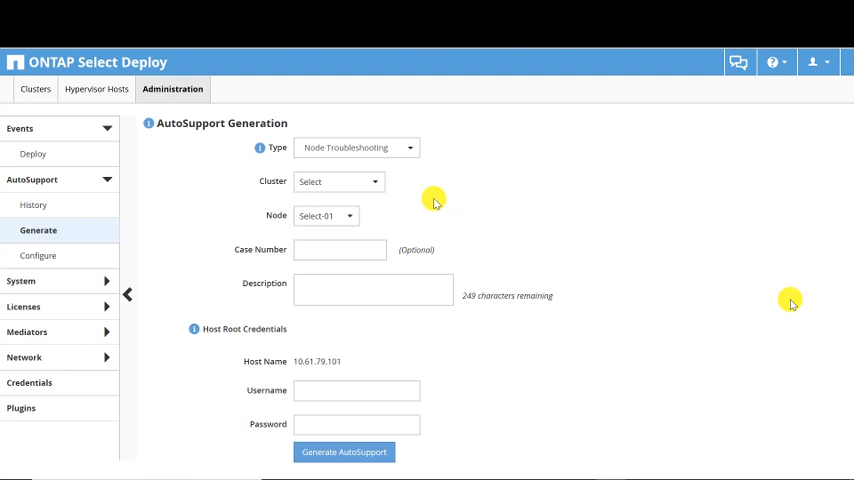 ONTAP Select Deploy
Clusters
Hypervisor Hosts
Administration
Events
Deploy
AutoSupport
History
Generate
Configure
System
Licenses
Mediators
Network
Credentials
Plugins
AutoSupport Generation
Type Node Troubleshooting
Cluster Select
Node Select-01
Case Number (Optional)
Description 249 characters remaining
Host Root Credentials
Host Name 10.61.79.101
Username
Password
Generate AutoSupport